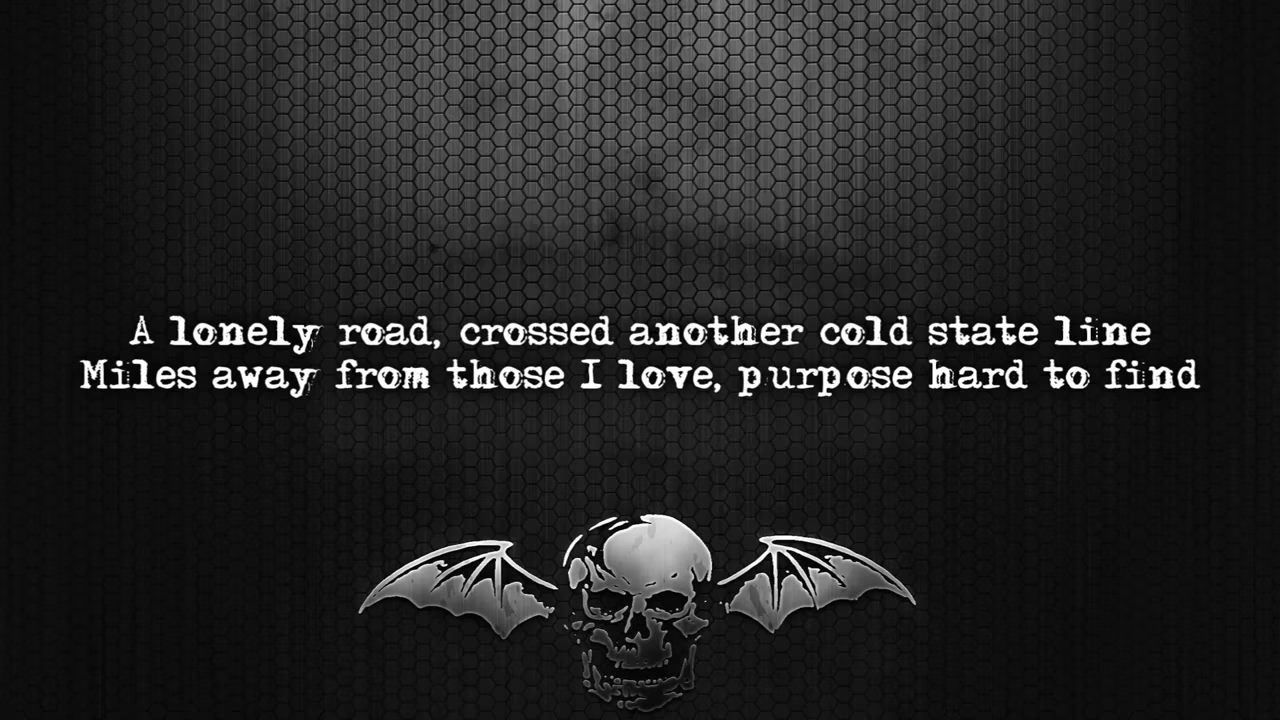 A lonely road, crossed another cold state line
Miles away from those I love, purpose hard to find